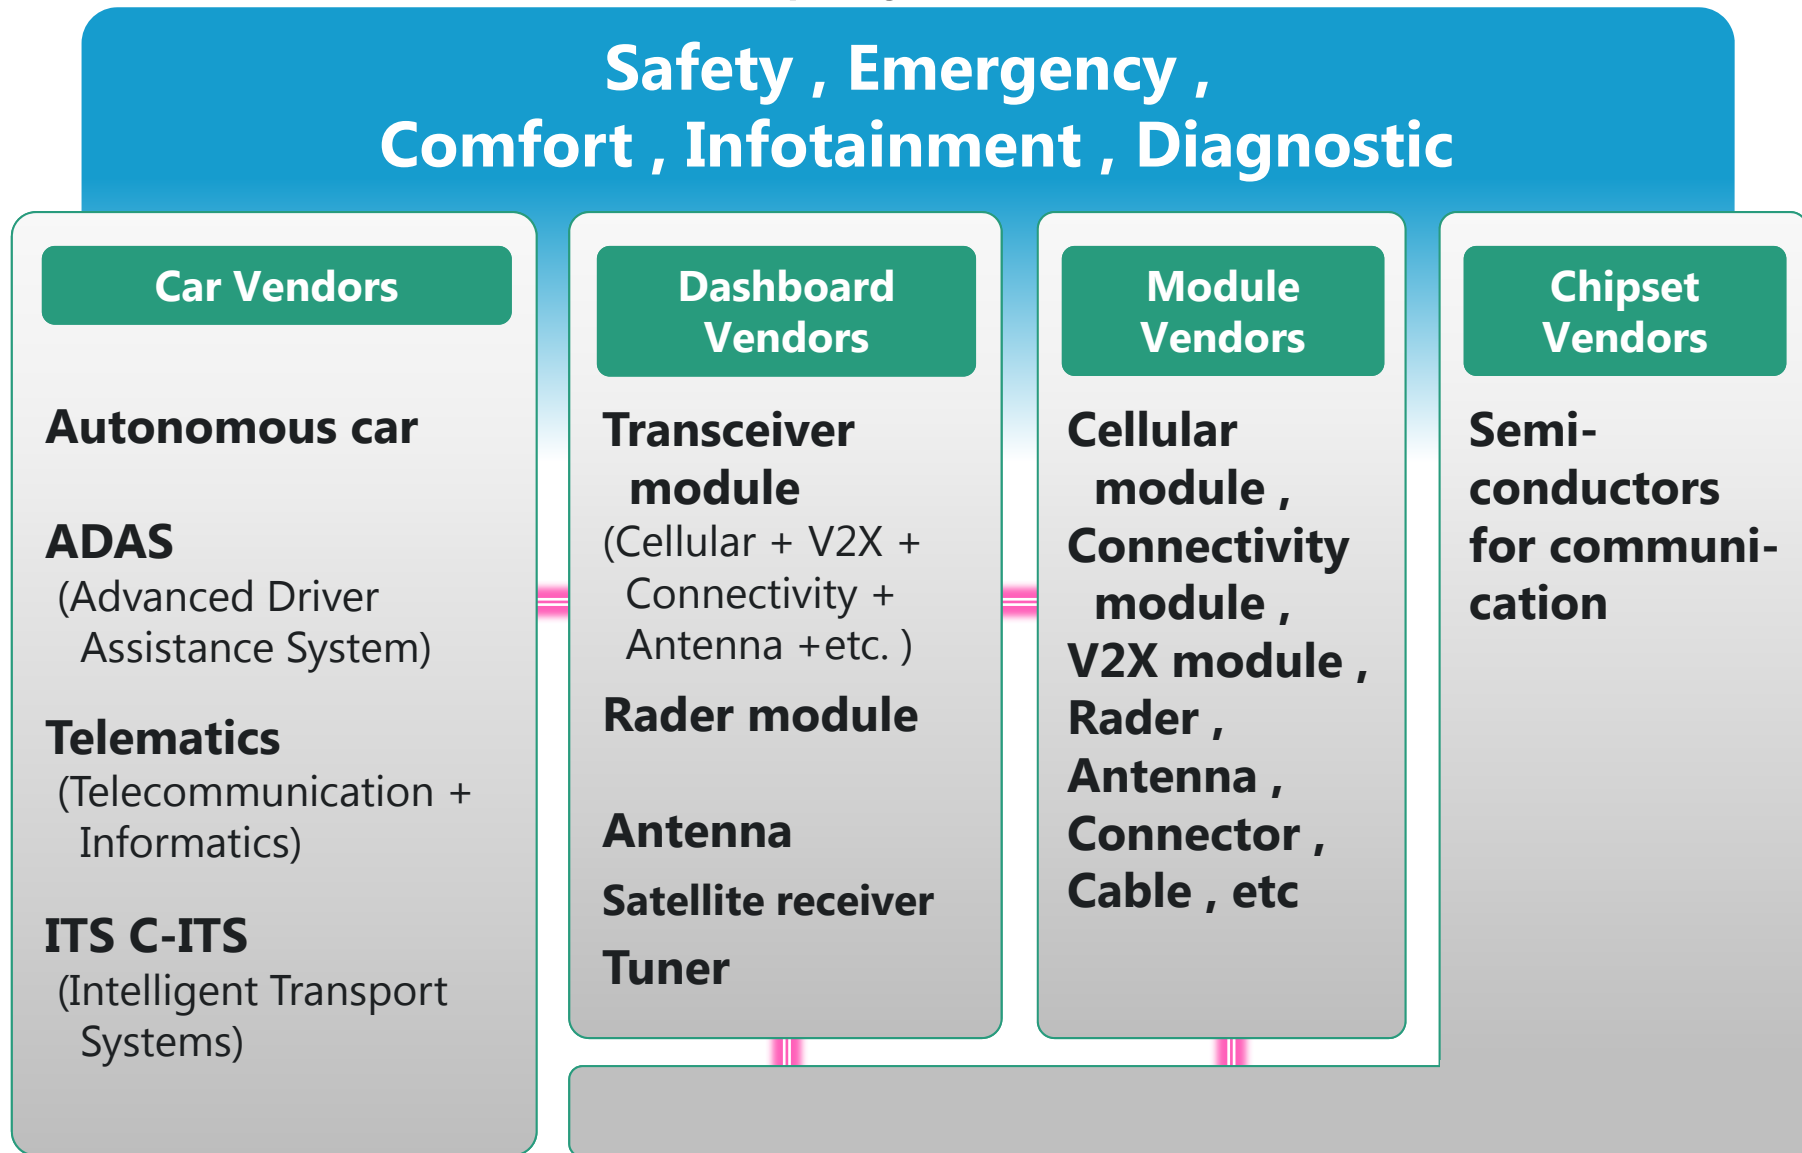 Safety , Emergency ,
Comfort , Infotainment , Diagnostic
Car Vendors
Autonomous car
ADAS
(Advanced Driver
Assistance System)
Telematics
(Telecommunication +
Informatics)
ITS C-ITS
(Intelligent Transport
Systems)
Dashboard
Vendors
Transceiver
module
(Cellular + V2X +
Connectivity +
Antenna +etc. )
Rader module
Antenna
Satellite receiver
Tuner
Module
Vendors
Cellular
module ,
Connectivity
module ,
V2X module ,
Rader ,
Antenna ,
Connector ,
Cable , etc
Chipset
Vendors
Semi-
conductors
for communi-
cation